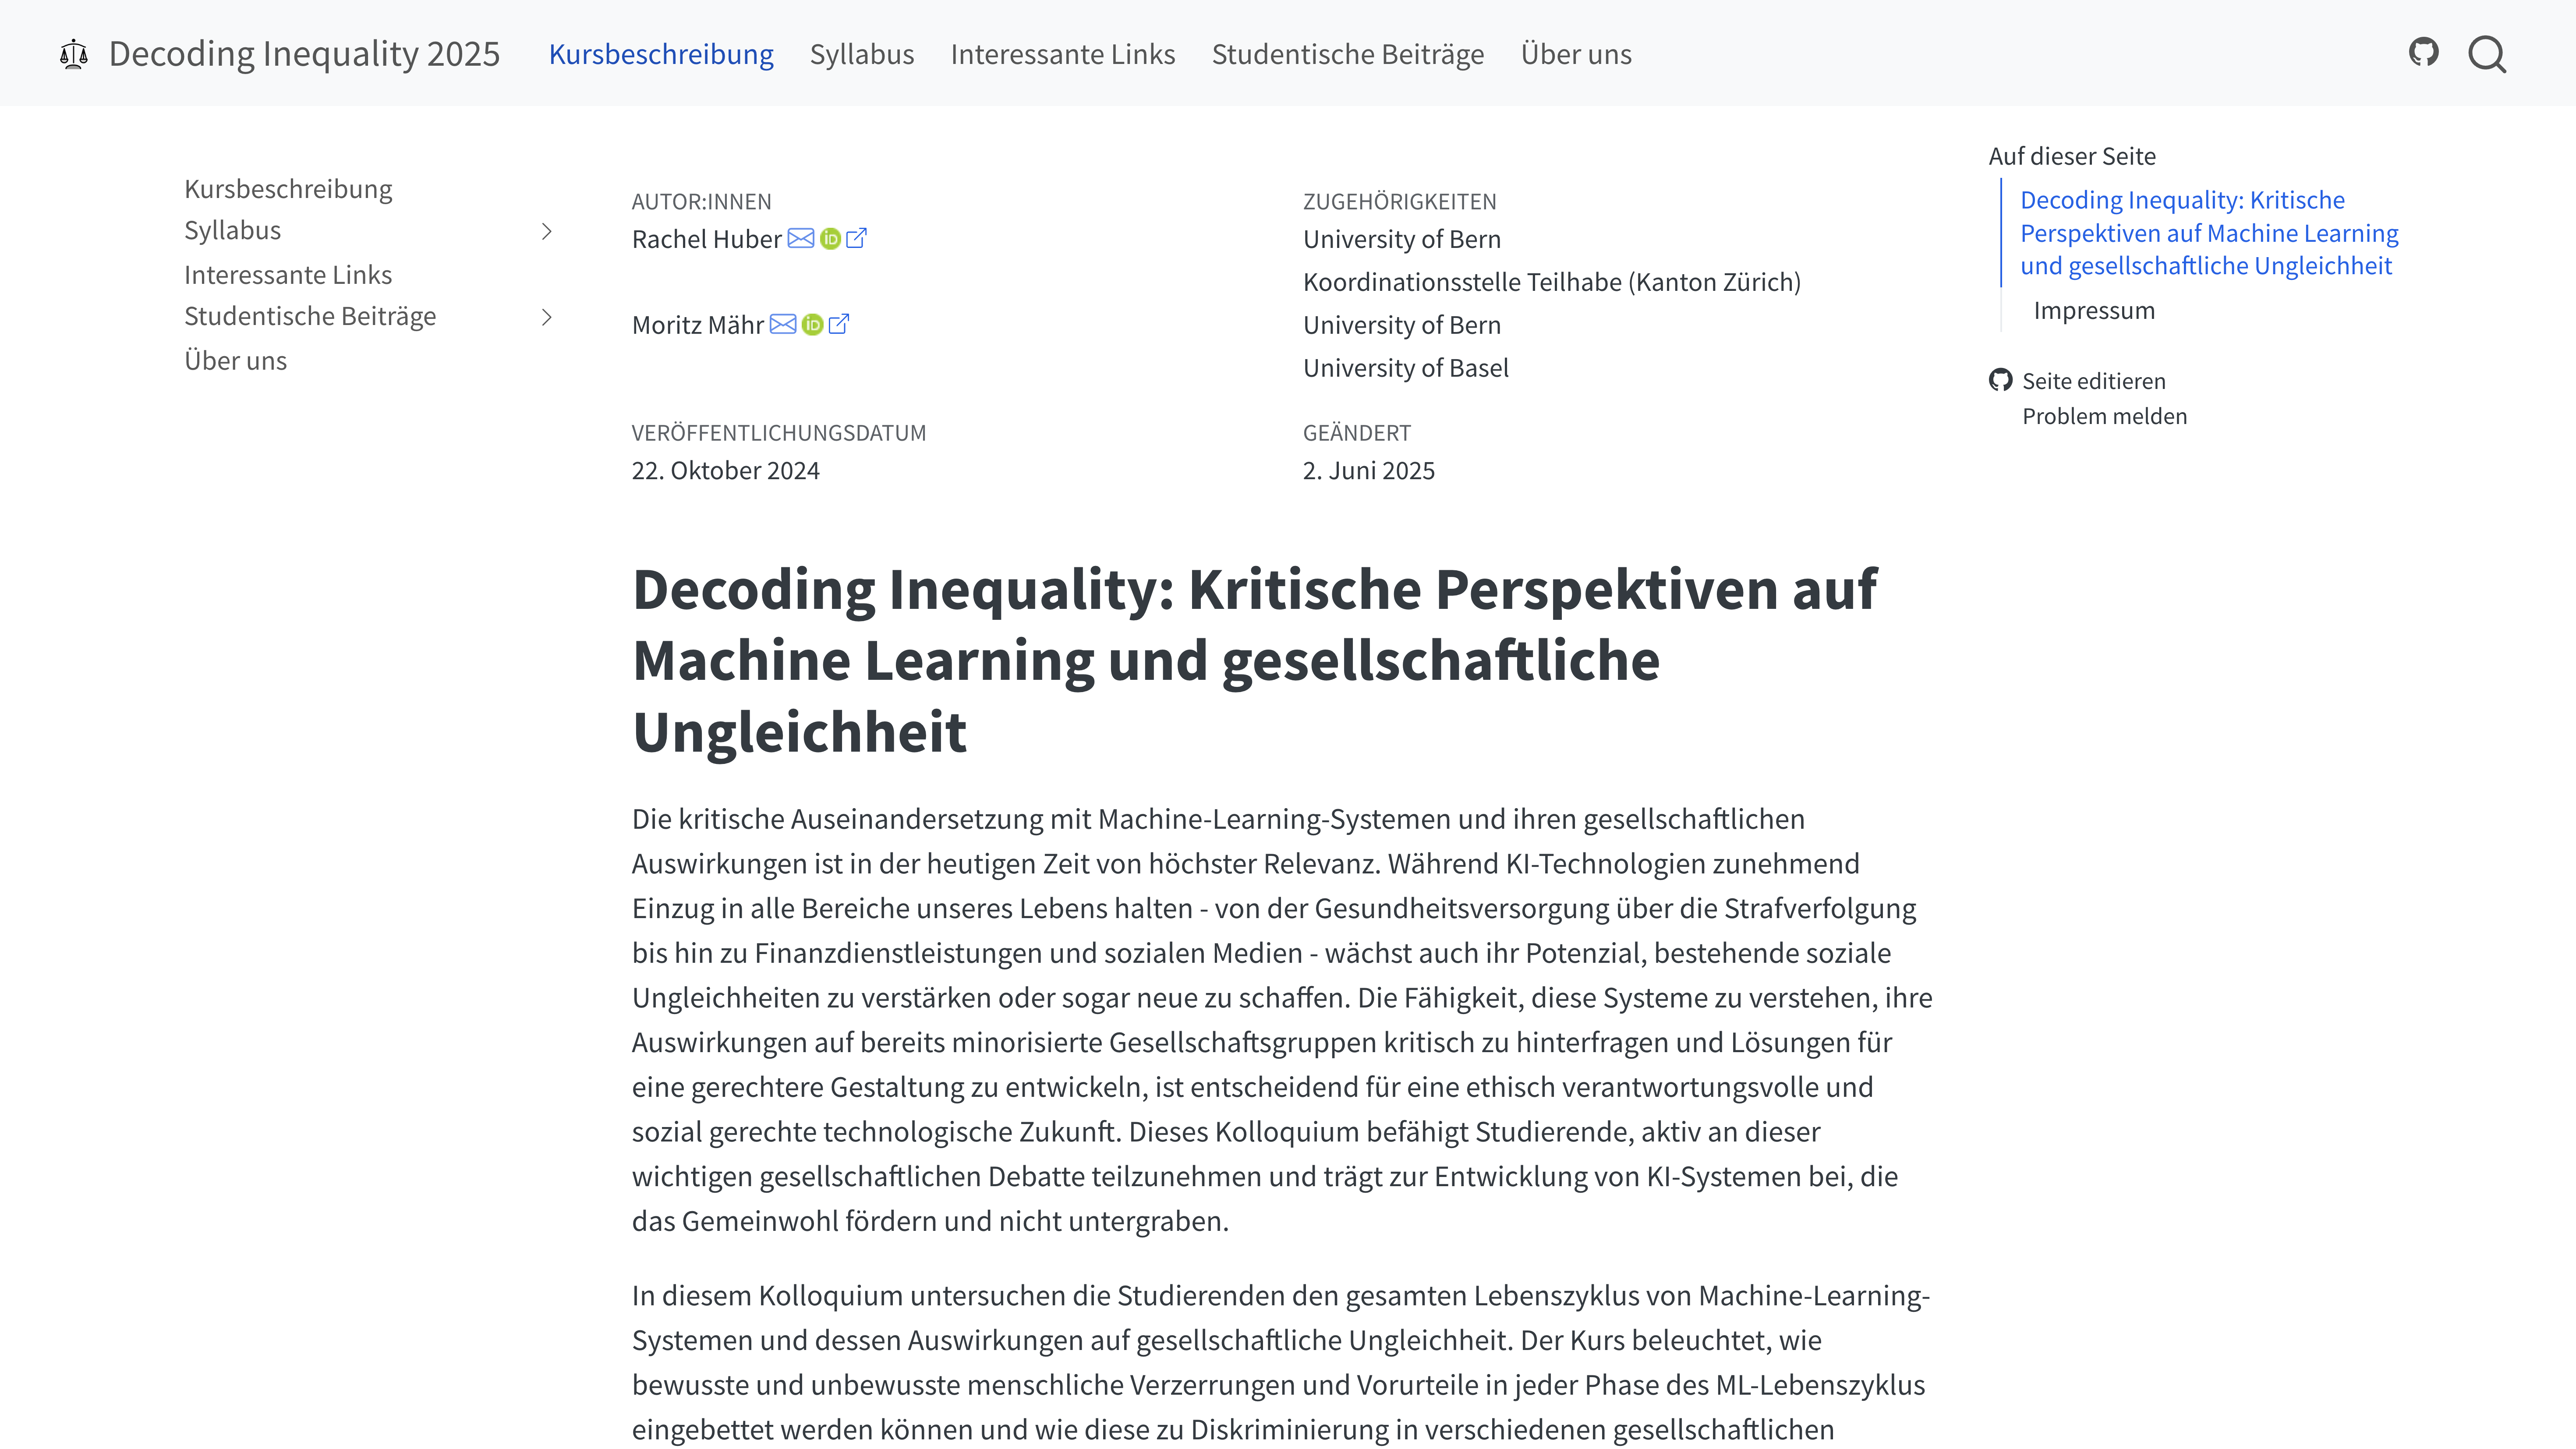 Decoding Inequality 2025
Kursbeschreibung
Syllabus
Interessante Links
Studentische Beiträge
Über uns
Kursbeschreibung
Syllabus
Interessante Links
Studentische Beiträge
Über uns
AUTOR:INNEN
Rachel Huber
Moritz Mähr
ZUGEHÖRIGKEITEN
University of Bern
Koordinationsstelle Teilhabe (Kanton Zürich)
University of Bern
University of Basel
VERÖFFENTLICHUNGSDATUM
22. Oktober 2024
GEÄNDERT
2. Juni 2025
Decoding Inequality: Kritische Perspektiven auf
Machine Learning und gesellschaftliche
Ungleichheit
Die kritische Auseinandersetzung mit Machine-Learning-Systemen und ihren gesellschaftlichen
Auswirkungen ist in der heutigen Zeit von höchster Relevanz. Während KI-Technologien zunehmend
Einzug in alle Bereiche unseres Lebens halten - von der Gesundheitsversorgung über die Strafverfolgung
bis hin zu Finanzdienstleistungen und sozialen Medien - wächst auch ihr Potenzial, bestehende soziale
Ungleichheiten zu verstärken oder sogar neue zu schaffen. Die Fähigkeit, diese Systeme zu verstehen, ihre
Auswirkungen auf bereits minorisierte Gesellschaftsgruppen kritisch zu hinterfragen und Lösungen für
eine gerechtere Gestaltung zu entwickeln, ist entscheidend für eine ethisch verantwortungsvolle und
sozial gerechte technologische Zukunft. Dieses Kolloquium befähigt Studierende, aktiv an dieser
wichtigen gesellschaftlichen Debatte teilzunehmen und trägt zur Entwicklung von KI-Systemen bei, die
das Gemeinwohl fördern und nicht untergraben.
In diesem Kolloquium untersuchen die Studierenden den gesamten Lebenszyklus von Machine-Learning-
Systemen und dessen Auswirkungen auf gesellschaftliche Ungleichheit. Der Kurs beleuchtet, wie
bewusste und unbewusste menschliche Verzerrungen und Vorurteile in jeder Phase des ML-Lebenszyklus
eingebettet werden können und wie diese zu Diskriminierung in verschiedenen gesellschaftlichen
Auf dieser Seite
Decoding Inequality: Kritische
Perspektiven auf Machine Learning
und gesellschaftliche Ungleichheit
Impressum
Seite editieren
Problem melden